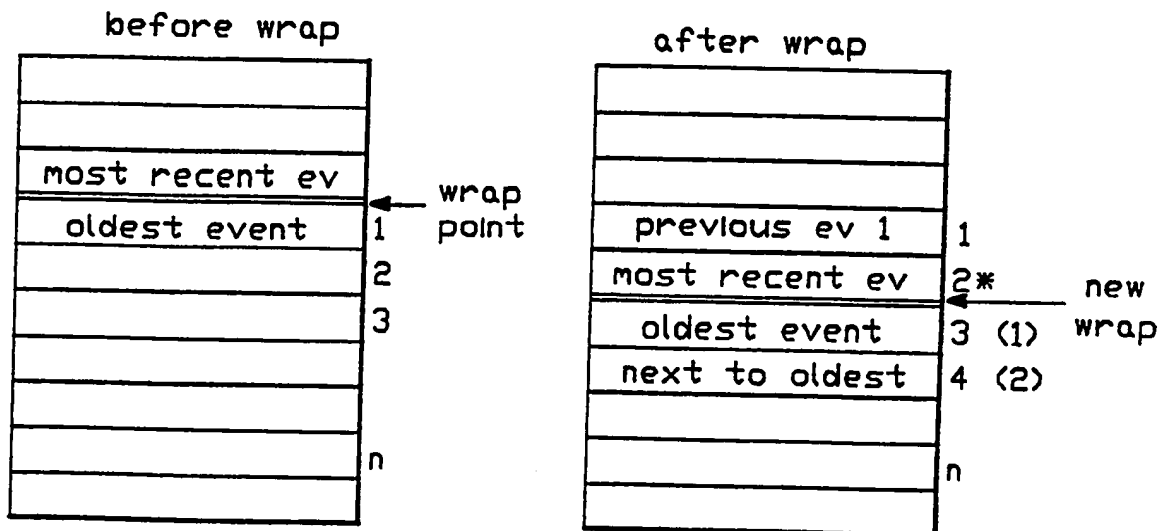 before wrap
most recent ev
wrap
point
oldest event 1
2
3
n
after wrap
previous ev 1 1
most recent ev 2*
new
wrap
oldest event 3 (1)
next to oldest 4 (2)
n